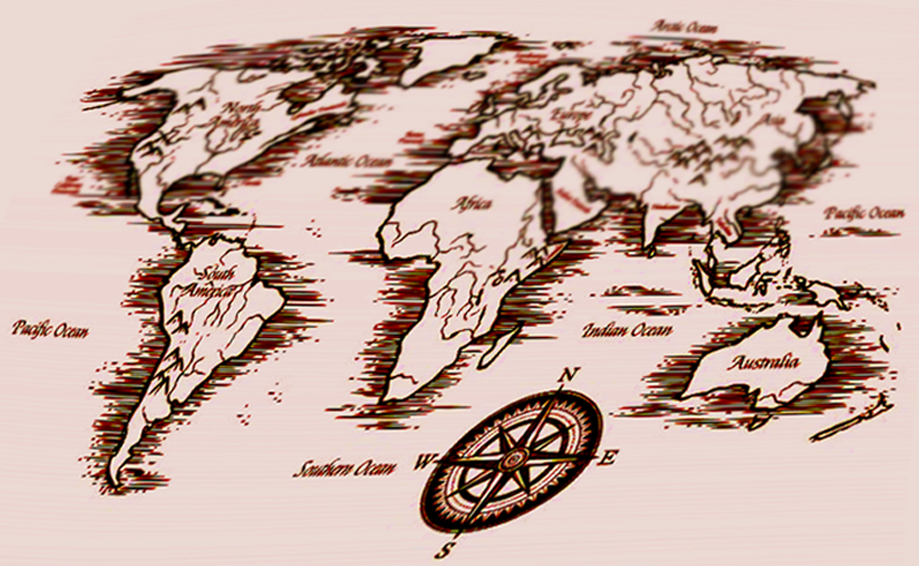 Arctic Ocean
North
America
Europe
Asia
Atlantic Ocean
Africa
Pacific Ocean
South
America
Pacific Ocean
Indian Ocean
Australia
N
W
E
Southern Ocean
S